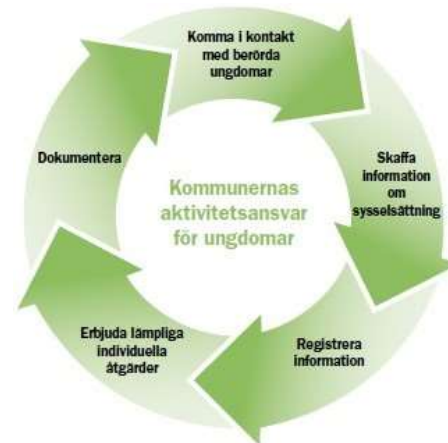 Komma i kontakt
med berörda
ungdomar
Skaffa
information
om
sysselsättning
Registrera
information
Erbjuda lämpliga
individuella
åtgärder
Dokumentera
Kommunernas
aktivitetsansvar
för ungdomar